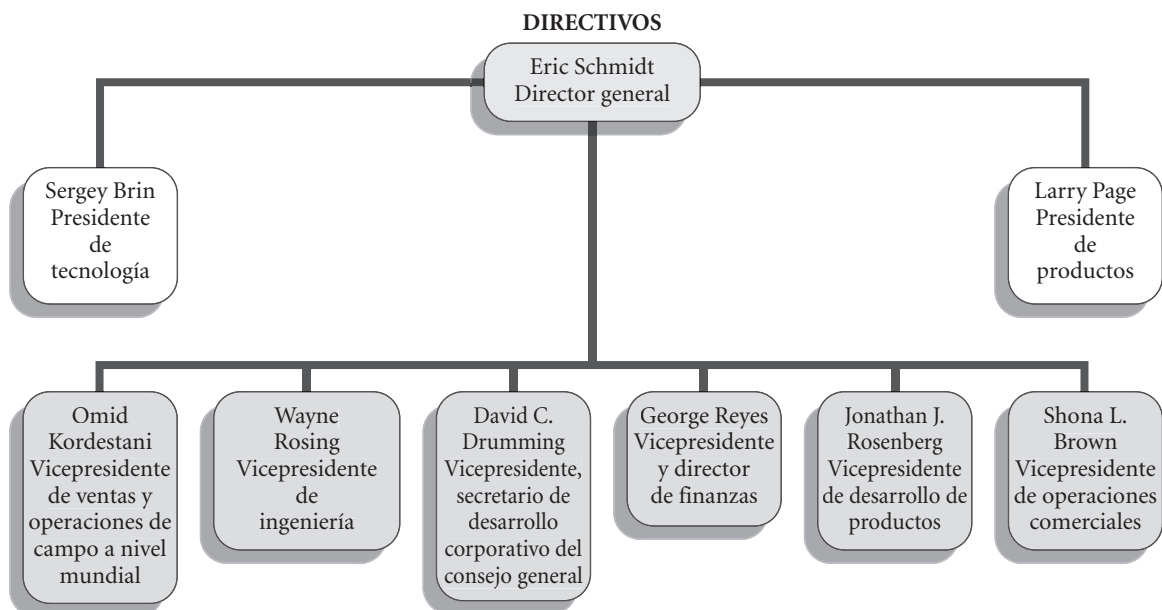 DIRECTIVOS
Eric Schmidt
Director general
Sergey Brin
Presidente
de
tecnología
Larry Page
Presidente
de
productos
Omid
Kordestani
Vicepresidente
de ventas y
operaciones de
campo a nivel
mundial
Wayne
Rosing
Vicepresidente
de
ingeniería
David C.
Drumming
Vicepresidente,
secretario de
desarrollo
corporativo del
consejo general
George Reyes
Vicepresidente
y director
de finanzas
Jonathan J.
Rosenberg
Vicepresidente
de desarrollo de
productos
Shona L.
Brown
Vicepresidente
de operaciones
comerciales